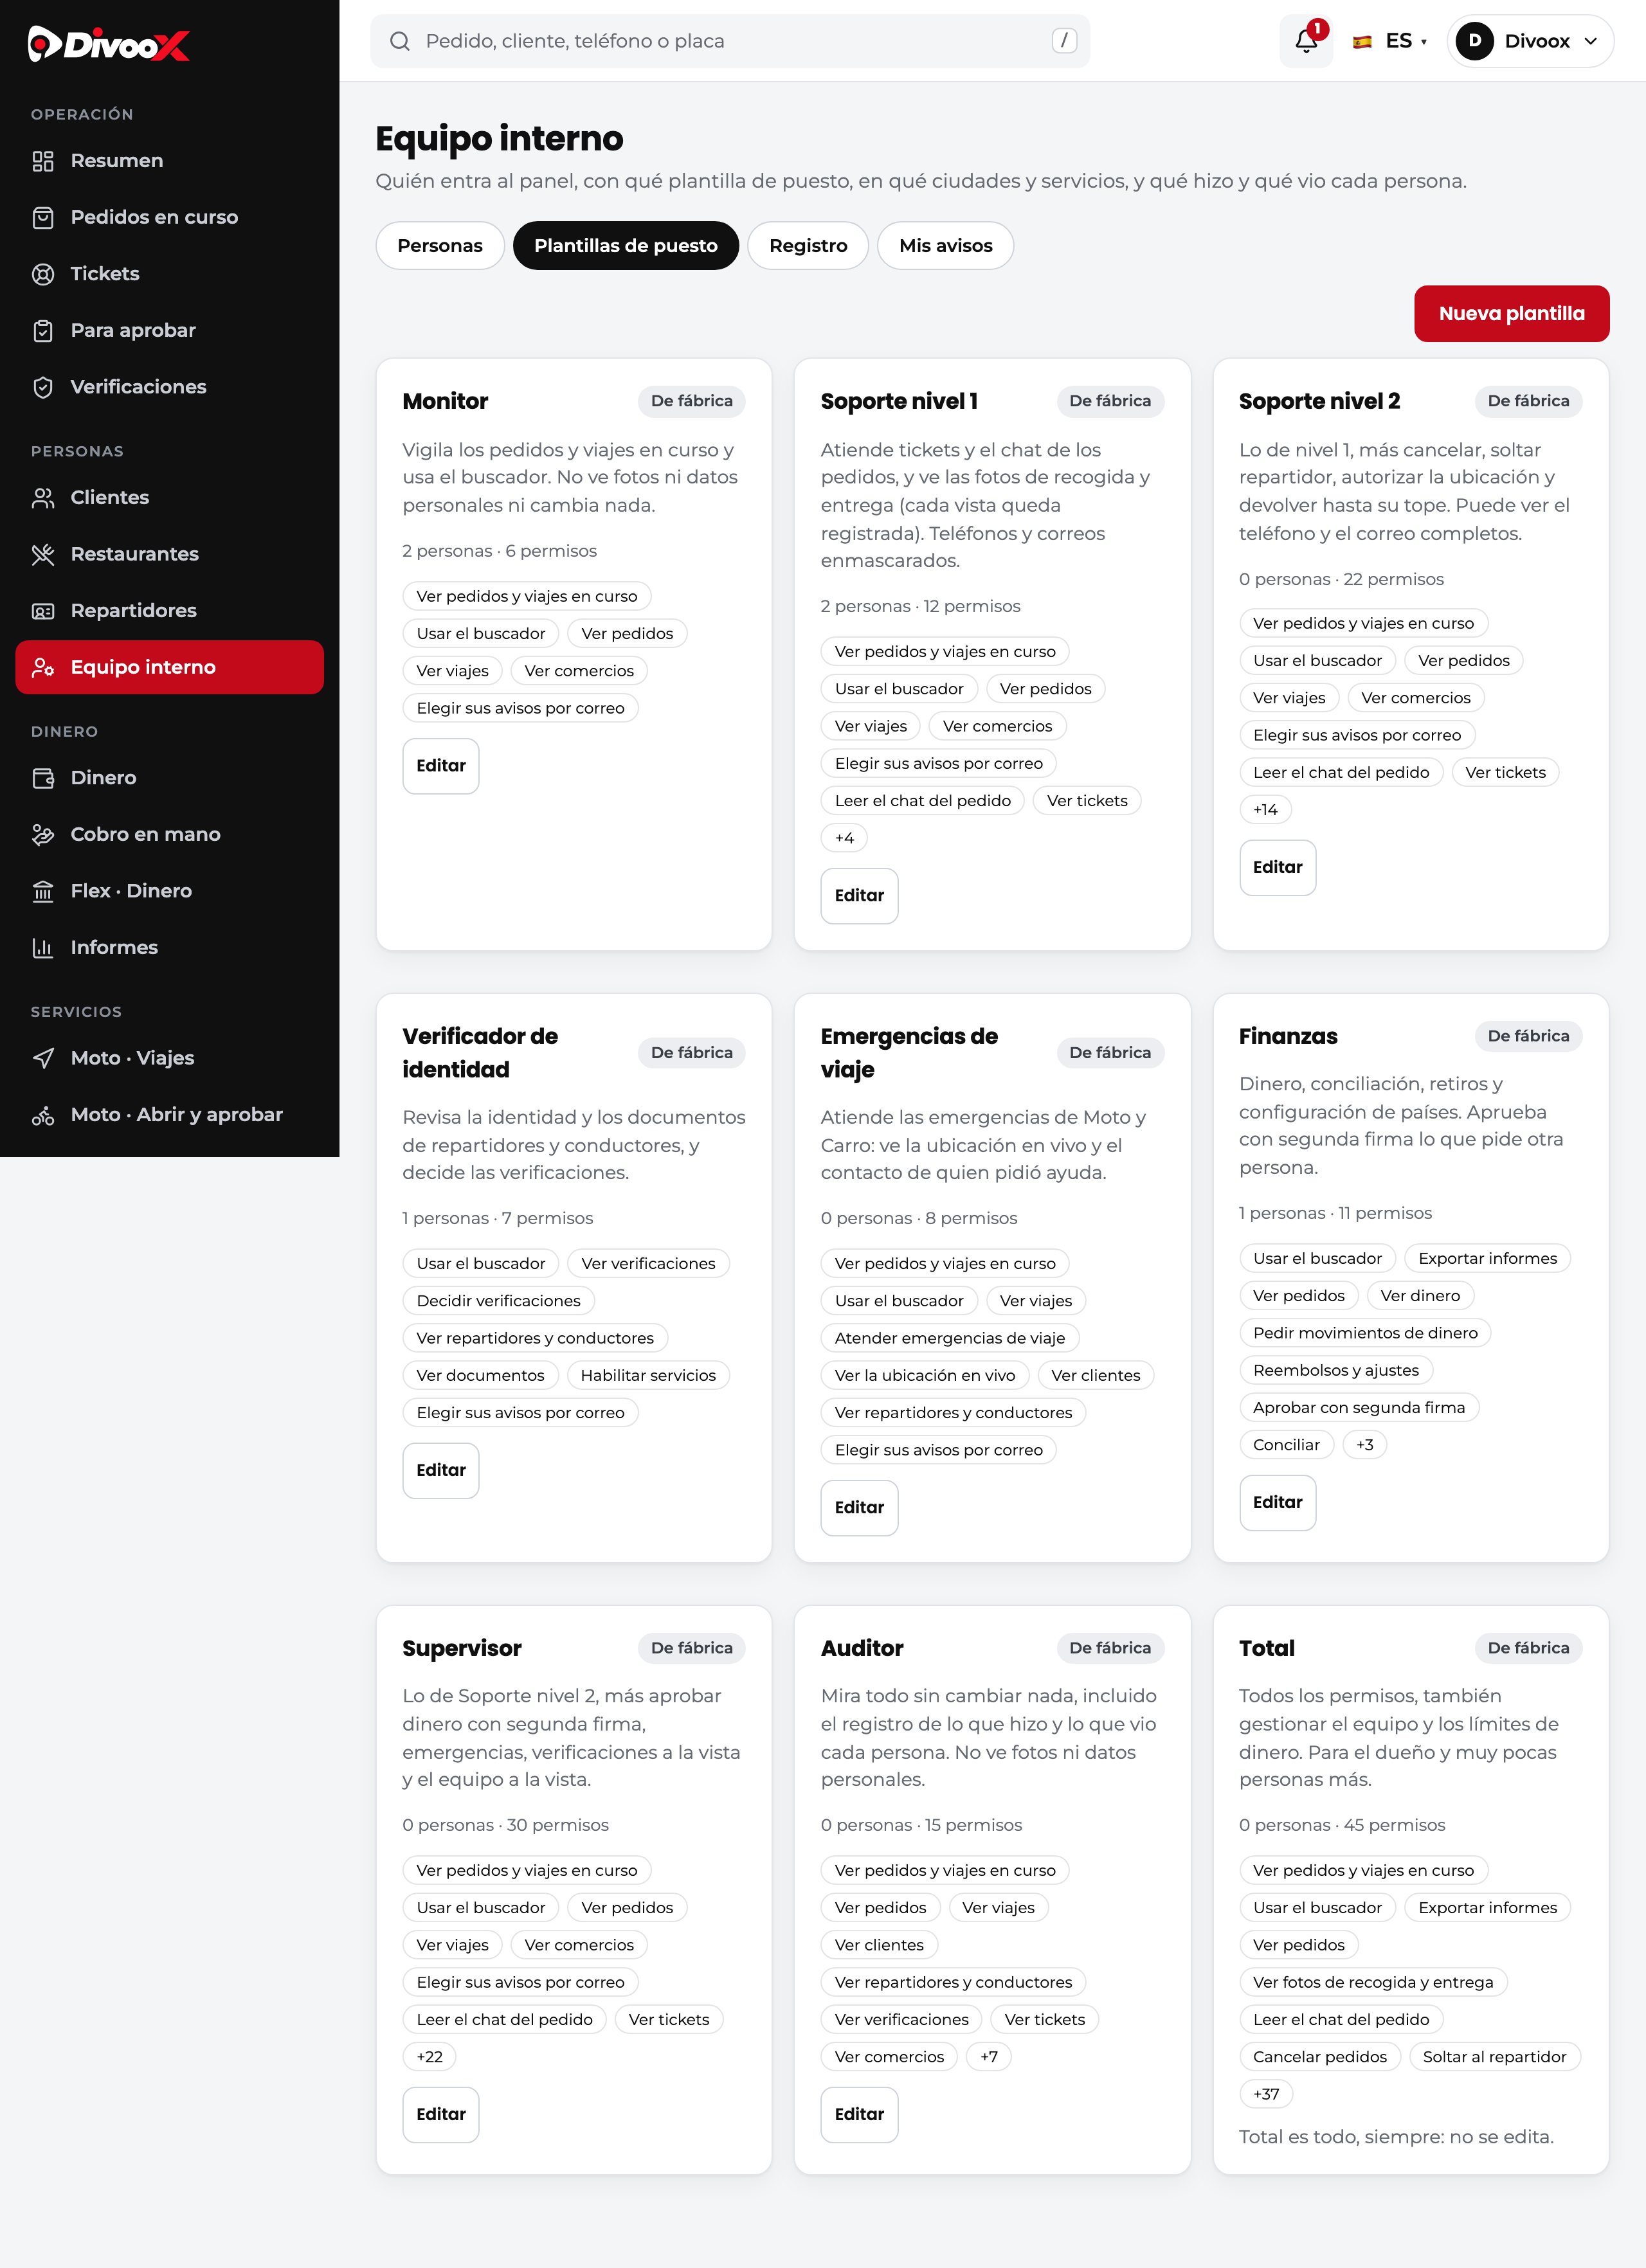 DivooX
OPERACIÓN
Resumen
Pedidos en curso
Tickets
Para aprobar
Verificaciones
PERSONAS
Clientes
Restaurantes
Repartidores
Equipo interno
DINERO
Dinero
Cobro en mano
Flex · Dinero
Informes
SERVICIOS
Moto · Viajes
Moto · Abrir y aprobar
Pedido, cliente, teléfono o placa
/
1
ES
D
Divoox
Equipo interno
Quién entra al panel, con qué plantilla de puesto, en qué ciudades y servicios, y qué hizo y qué vio cada persona.
Personas
Plantillas de puesto
Registro
Mis avisos
Nueva plantilla
Monitor
De fábrica
Vigila los pedidos y viajes en curso y
usa el buscador. No ve fotos ni datos
personales ni cambia nada.
2 personas · 6 permisos
Ver pedidos y viajes en curso
Usar el buscador
Ver pedidos
Ver viajes
Ver comercios
Elegir sus avisos por correo
Editar
Soporte nivel 1
De fábrica
Atiende tickets y el chat de los
pedidos, y ve las fotos de recogida y
entrega (cada vista queda
registrada). Teléfonos y correos
enmascarados.
2 personas · 12 permisos
Ver pedidos y viajes en curso
Usar el buscador
Ver pedidos
Ver viajes
Ver comercios
Elegir sus avisos por correo
Leer el chat del pedido
Ver tickets
+4
Editar
Soporte nivel 2
De fábrica
Lo de nivel 1, más cancelar, soltar
repartidor, autorizar la ubicación y
devolver hasta su tope. Puede ver el
teléfono y el correo completos.
0 personas · 22 permisos
Ver pedidos y viajes en curso
Usar el buscador
Ver pedidos
Ver viajes
Ver comercios
Elegir sus avisos por correo
Leer el chat del pedido
Ver tickets
+14
Editar
Verificador de
identidad
De fábrica
Revisa la identidad y los documentos
de repartidores y conductores, y
decide las verificaciones.
1 personas · 7 permisos
Usar el buscador
Ver verificaciones
Decidir verificaciones
Ver repartidores y conductores
Ver documentos
Habilitar servicios
Elegir sus avisos por correo
Editar
Emergencias de
viaje
De fábrica
Atiende las emergencias de Moto y
Carro: ve la ubicación en vivo y el
contacto de quien pidió ayuda.
0 personas · 8 permisos
Ver pedidos y viajes en curso
Usar el buscador
Ver viajes
Atender emergencias de viaje
Ver la ubicación en vivo
Ver clientes
Ver repartidores y conductores
Elegir sus avisos por correo
Editar
Finanzas
De fábrica
Dinero, conciliación, retiros y
configuración de países. Aprueba
con segunda firma lo que pide otra
persona.
1 personas · 11 permisos
Usar el buscador
Exportar informes
Ver pedidos
Ver dinero
Pedir movimientos de dinero
Reembolsos y ajustes
Aprobar con segunda firma
Conciliar
+3
Editar
Supervisor
De fábrica
Lo de Soporte nivel 2, más aprobar
dinero con segunda firma,
emergencias, verificaciones a la vista
y el equipo a la vista.
0 personas · 30 permisos
Ver pedidos y viajes en curso
Usar el buscador
Ver pedidos
Ver viajes
Ver comercios
Elegir sus avisos por correo
Leer el chat del pedido
Ver tickets
+22
Editar
Auditor
De fábrica
Mira todo sin cambiar nada, incluido
el registro de lo que hizo y lo que vio
cada persona. No ve fotos ni datos
personales.
0 personas · 15 permisos
Ver pedidos y viajes en curso
Ver pedidos
Ver viajes
Ver clientes
Ver repartidores y conductores
Ver verificaciones
Ver tickets
Ver comercios
+7
Editar
Total
De fábrica
Todos los permisos, también
gestionar el equipo y los límites de
dinero. Para el dueño y muy pocas
personas más.
0 personas · 45 permisos
Ver pedidos y viajes en curso
Usar el buscador
Exportar informes
Ver pedidos
Ver fotos de recogida y entrega
Leer el chat del pedido
Cancelar pedidos
Soltar al repartidor
+37
Total es todo, siempre: no se edita.